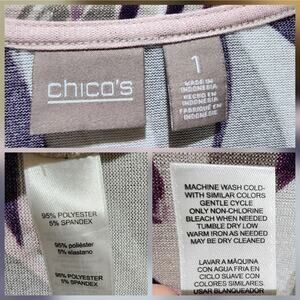 chico's
1
MADE IN
INDONESIA
HECHO EN
INDONESIA
FABRIQUÉ EN
INDONESIE
95% POLYESTER
5% SPANDEX
95% poliéster
5% elastano
95% POLYESTER
5% SPANDEX
MACHINE WASH COLD-
WITH SIMILAR COLORS
GENTLE CYCLE
ONLY NON-CHLORINE
BLEACH WHEN NEEDED
TUMBLE DRY LOW
WARM IRON AS NEEDED
MAY BE DRY CLEANED
LAVAR A MÁQUINA
CON AGUA FRIA EN
CICLO SUAVE CON
COLORES SIMILARES
USAR BLANQUEADOR